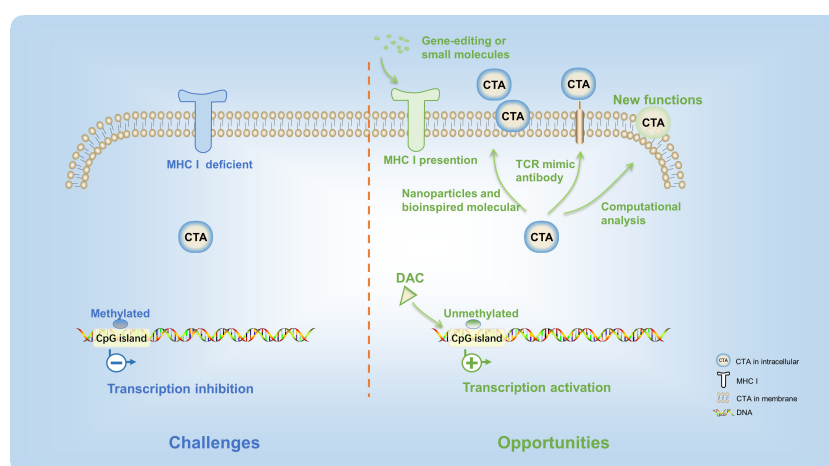 Gene-editing or
small molecules
CTA
CTA
CTA
New functions
CTA
MHC I deficient
MHC I presention
TCR mimic
antibody
Nanoparticles and
bioinspired molecular
Computational
analysis
CTA
CTA
DAC
Methylated
Unmethylated
CpG island
CpG island
Transcription inhibition
Transcription activation
CTA
CTA in intracellular
MHC I
CTA in membrane
DNA
Challenges
Opportunities